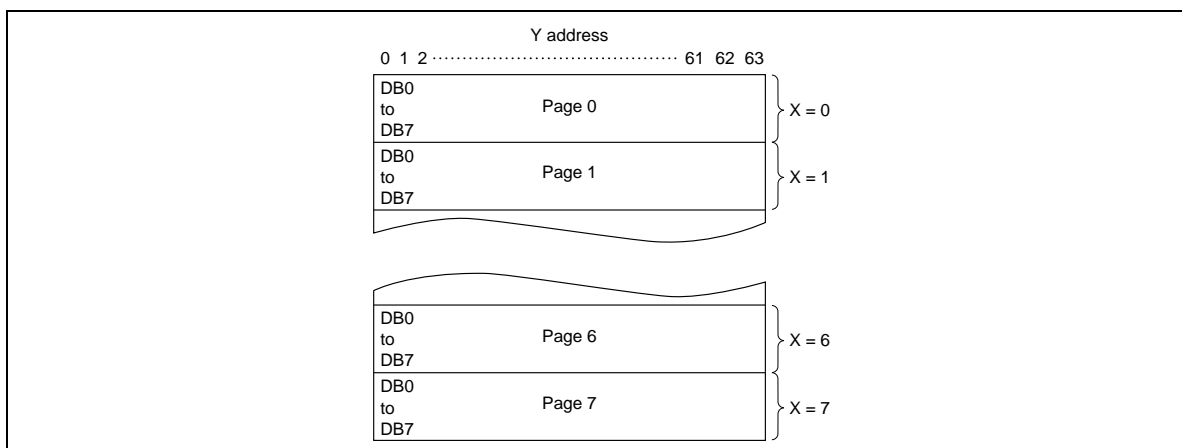 Y address
0 1 2 ········································ 61 62 63
DB0
to
DB7
Page 0
X = 0
DB0
to
DB7
Page 1
X = 1
DB0
to
DB7
Page 6
X = 6
DB0
to
DB7
Page 7
X = 7